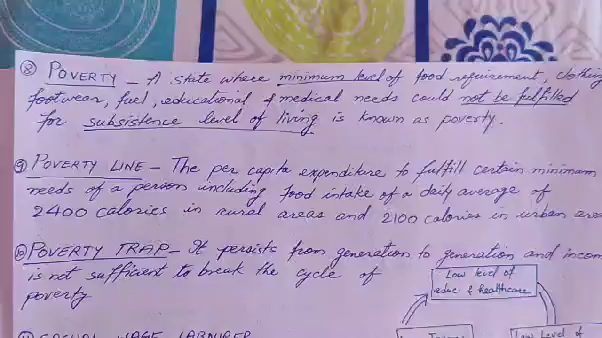 ⑧ POVERTY – A state where minimum level of food requirement, clothing
footwear, fuel, educational & medical needs could not be fulfilled
for subsistence level of living is known as poverty.
⑨ POVERTY LINE – The per capita expenditure to fulfill certain minimum
needs of a person including food intake of a daily average of
2400 calories in rural areas and 2100 calories in urban
⑩ POVERTY TRAP – It persists from generation to generation and
is not sufficient to break the cycle of
poverty
Low level of
educ & healthcare
Low Level of
CASUAL WAGE LABOURER